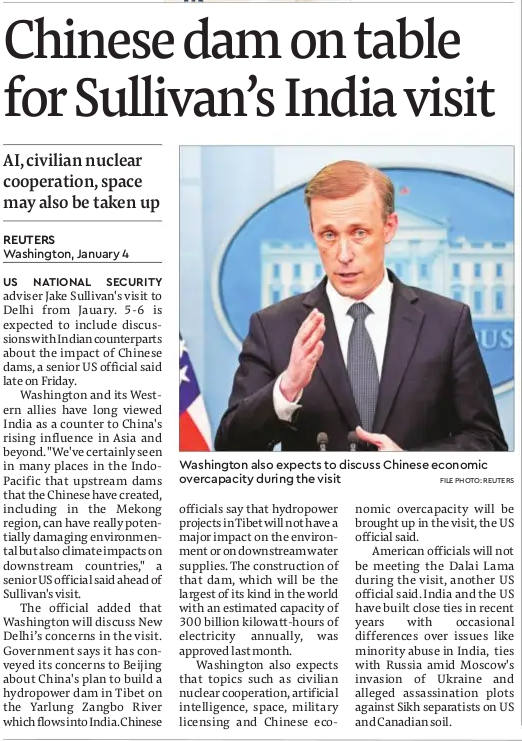 Chinese dam on table
for Sullivan's India visit
AI, civilian nuclear
cooperation, space
may also be taken up
REUTERS
Washington, January 4
US NATIONAL SECURITY
adviser Jake Sullivan's visit to
Delhi from Jauary. 5-6 is
expected to include discus-
sions with Indian counterparts
about the impact of Chinese
dams, a senior US official said
late on Friday.
Washington and its West-
ern allies have long viewed
India as a counter to China's
rising influence in Asia and
beyond. "We've certainly seen
in many places in the Indo-
Pacific that upstream dams
that the Chinese have created,
including in the Mekong
region, can have really poten-
tially damaging environmen-
tal but also climate impacts on
downstream countries," a
senior US official said ahead of
Sullivan's visit.
The official added that
Washington will discuss New
Delhi's concerns in the visit.
Government says it has con-
veyed its concerns to Beijing
about China's plan to build a
hydropower dam in Tibet on
the Yarlung Zangbo River
which flows into India. Chinese
Washington also expects to discuss Chinese economic
overcapacity during the visit
FILE PHOTO: REUTERS
officials say that hydropower
projects in Tibet will not have a
major impact on the environ-
ment or on downstream water
supplies. The construction of
that dam, which will be the
largest of its kind in the world
with an estimated capacity of
300 billion kilowatt-hours of
electricity annually, was
approved last month.
Washington also expects
that topics such as civilian
nuclear cooperation, artificial
intelligence, space, military
licensing and Chinese eco-
nomic overcapacity will be
brought up in the visit, the US
official said.
American officials will not
be meeting the Dalai Lama
during the visit, another US
official said. India and the US
have built close ties in recent
years with occasional
differences over issues like
minority abuse in India, ties
with Russia amid Moscow's
invasion of Ukraine and
alleged assassination plots
against Sikh separatists on US
and Canadian soil.